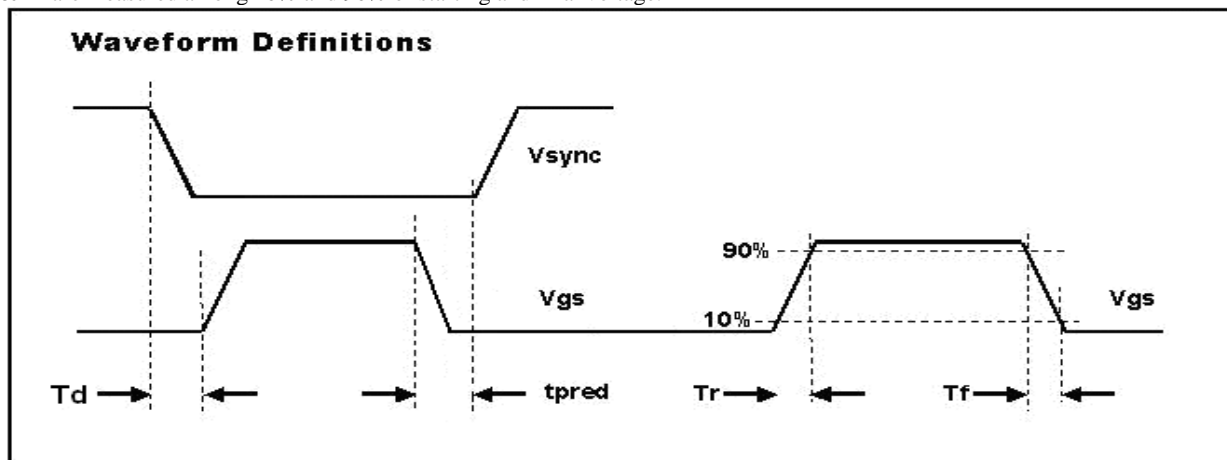 Waveform Definitions
Vsync
90%
Vgs
Vgs
10%
Td
tpred
Tr
Tf